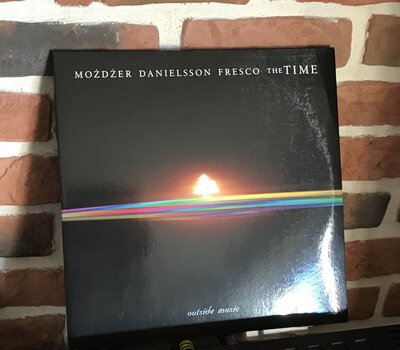 MOŻDŻER DANIELSSON FRESCO THE TIME
outside music